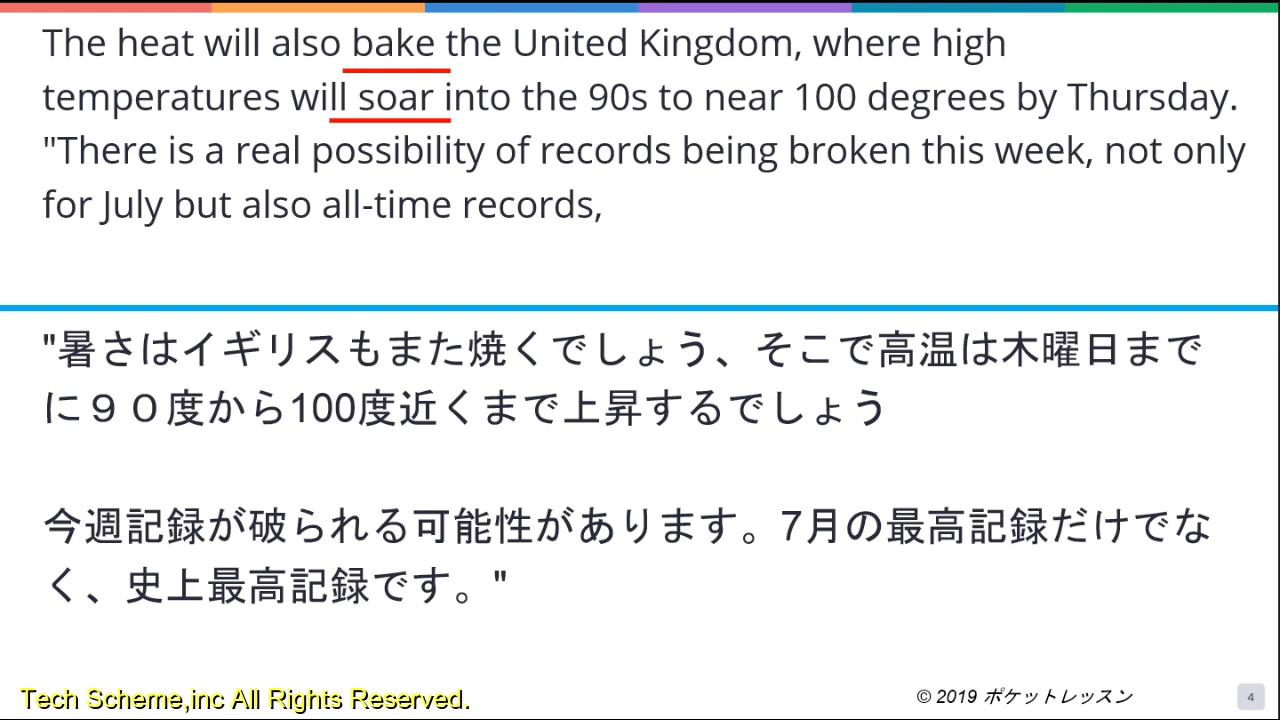 The heat will also bake the United Kingdom, where high
temperatures will soar into the 90s to near 100 degrees by Thursday.
"There is a real possibility of records being broken this week, not only
for July but also all-time records,
"暑さはイギリスもまた焼くでしょう、そこで高温は木曜日まで
に９０度から100度近くまで上昇するでしょう
今週記録が破られる可能性があります。7月の最高記録だけでな
く、史上最高記録です。"
Tech Scheme,inc All Rights Reserved.
© 2019 ポケットレッスン
4